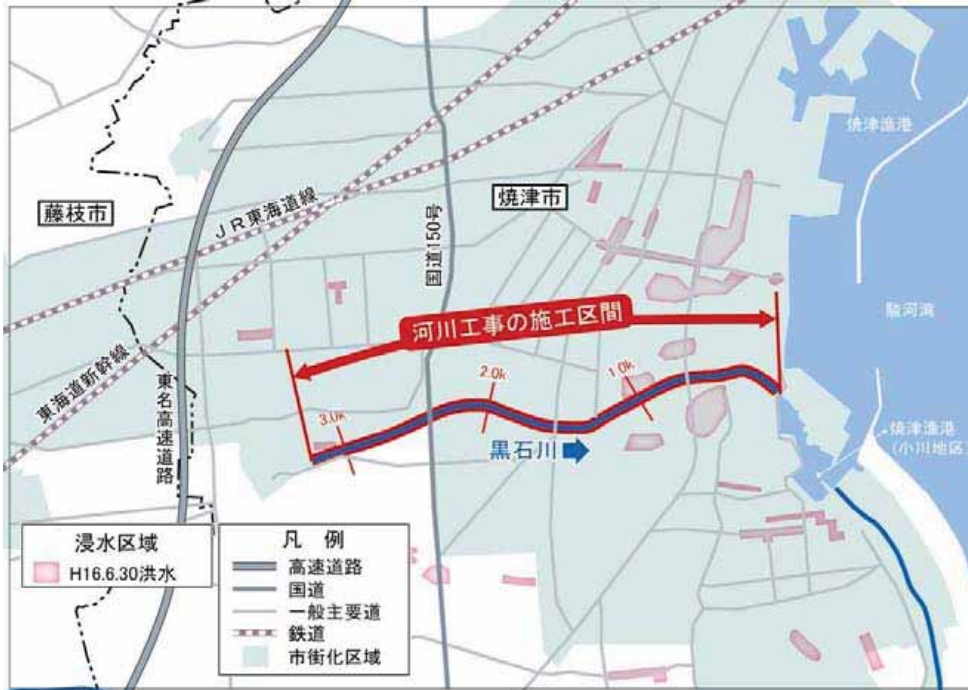 焼津漁港
藤枝市
焼津市
JR東海道線
国道150号
駿河湾
河川工事の施工区間
東海道新幹線
東名高速道路
3.0k
2.0k
1.0k
黒石川
焼津漁港
(小川地区)
浸水区域
H16.6.30洪水
凡 例
高速道路
国道
一般主要道
鉄道
市街化区域